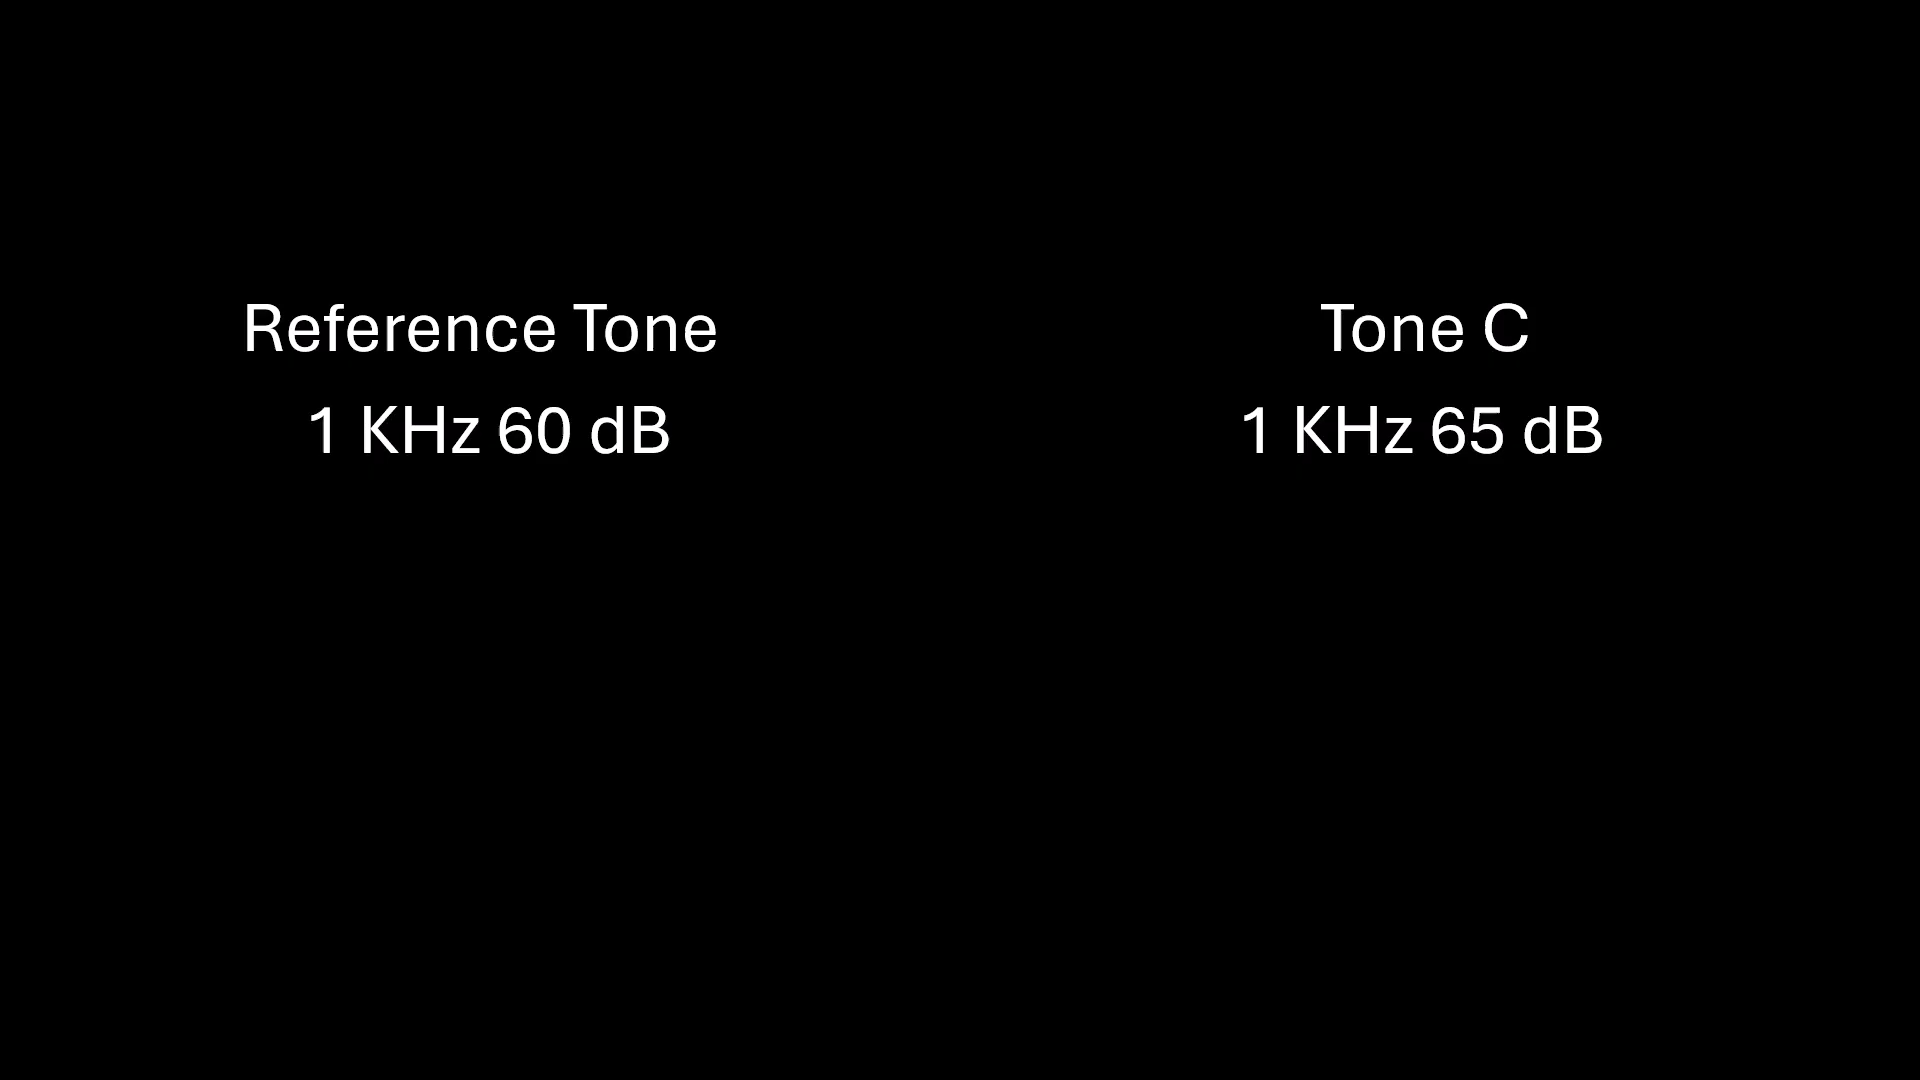 Reference Tone
1 KHz 60 dB
Tone C
1 KHz 65 dB